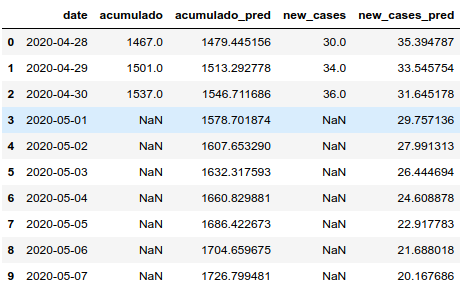 date acumulado acumulado_pred new_cases new_cases_pred
0 2020-04-28 1467.0 1479.445156 30.0 35.394787
1 2020-04-29 1501.0 1513.292778 34.0 33.545754
2 2020-04-30 1537.0 1546.711686 36.0 31.645178
3 2020-05-01 NaN 1578.701874 NaN 29.757136
4 2020-05-02 NaN 1607.653290 NaN 27.991313
5 2020-05-03 NaN 1632.317593 NaN 26.444694
6 2020-05-04 NaN 1660.829881 NaN 24.608878
7 2020-05-05 NaN 1686.422673 NaN 22.917783
8 2020-05-06 NaN 1704.659675 NaN 21.688018
9 2020-05-07 NaN 1726.799481 NaN 20.167686